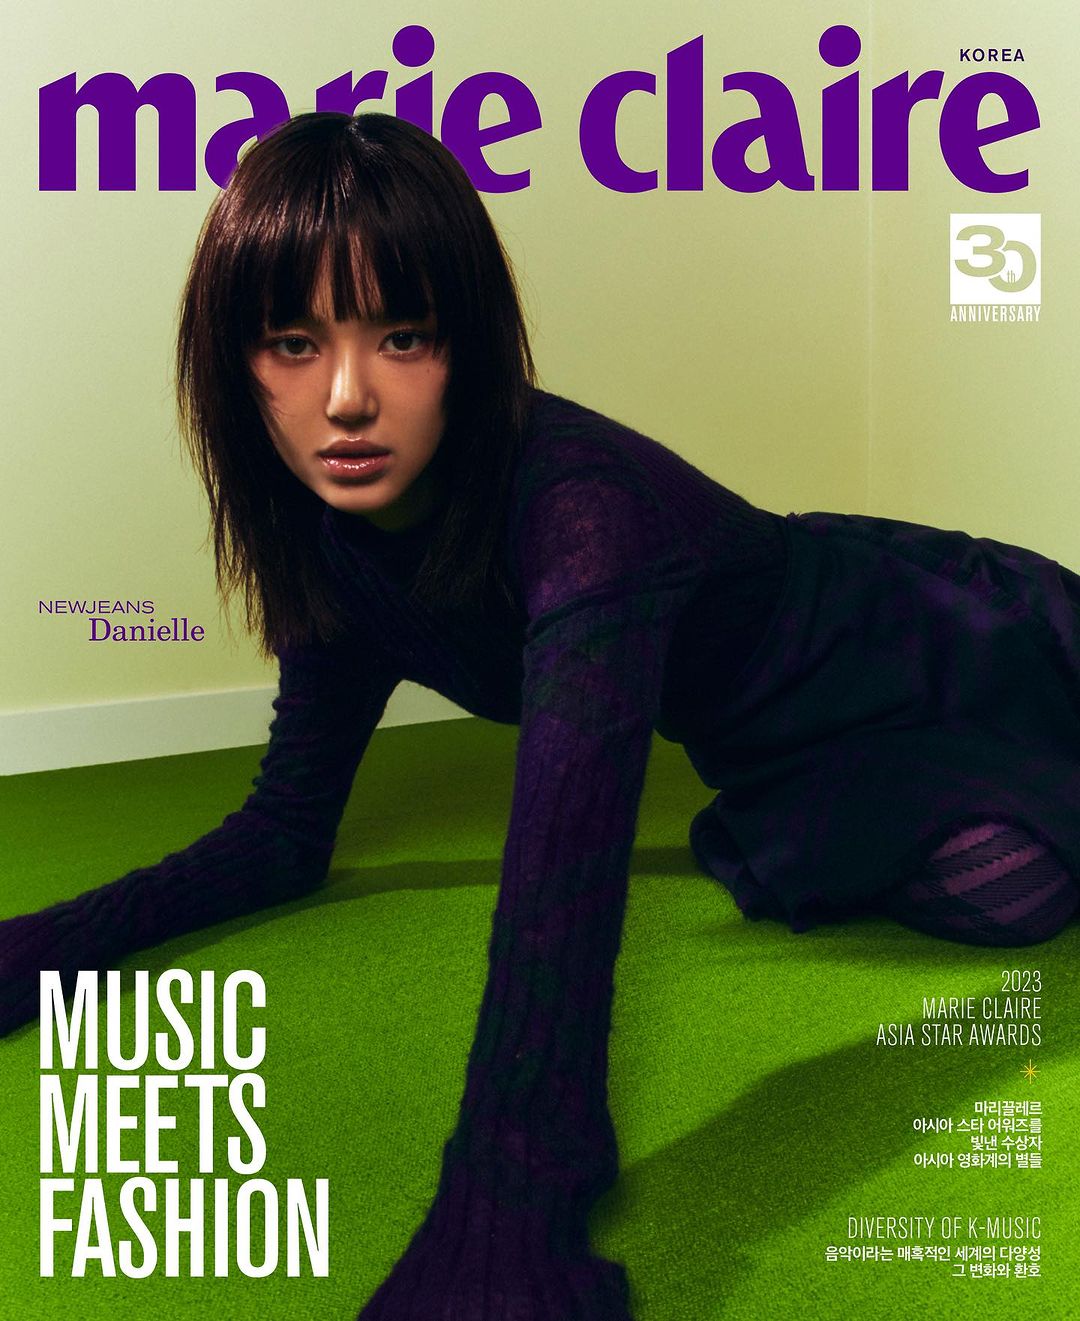 marie claire
KOREA
30th
ANNIVERSARY
NEWJEANS
Danielle
MUSIC
MEETS
FASHION
2023
MARIE CLAIRE
ASIA STAR AWARDS
마리끌레르
아시아 스타 어워즈를
빛낸 수상자
아시아 영화계의 별들
DIVERSITY OF K-MUSIC
음악이라는 매혹적인 세계의 다양성
그 변화와 환호